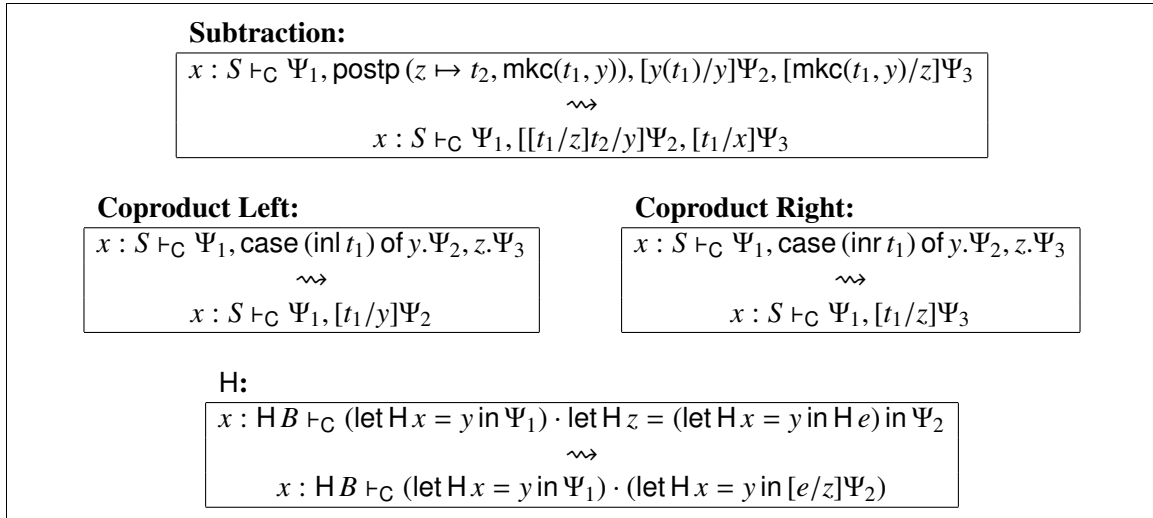 Subtraction:
x : S ⊢C Ψ1, postp (z ↦ t2, mkc(t1, y)), [y(t1)/y]Ψ2, [mkc(t1, y)/z]Ψ3
⇝
x : S ⊢C Ψ1, [[t1/z]t2/y]Ψ2, [t1/x]Ψ3
Coproduct Left:
x : S ⊢C Ψ1, case (inl t1) of y.Ψ2, z.Ψ3
⇝
x : S ⊢C Ψ1, [t1/y]Ψ2
Coproduct Right:
x : S ⊢C Ψ1, case (inr t1) of y.Ψ2, z.Ψ3
⇝
x : S ⊢C Ψ1, [t1/z]Ψ3
H:
x : H B ⊢C (let H x = y in Ψ1) · let H z = (let H x = y in H e) in Ψ2
⇝
x : H B ⊢C (let H x = y in Ψ1) · (let H x = y in [e/z]Ψ2)